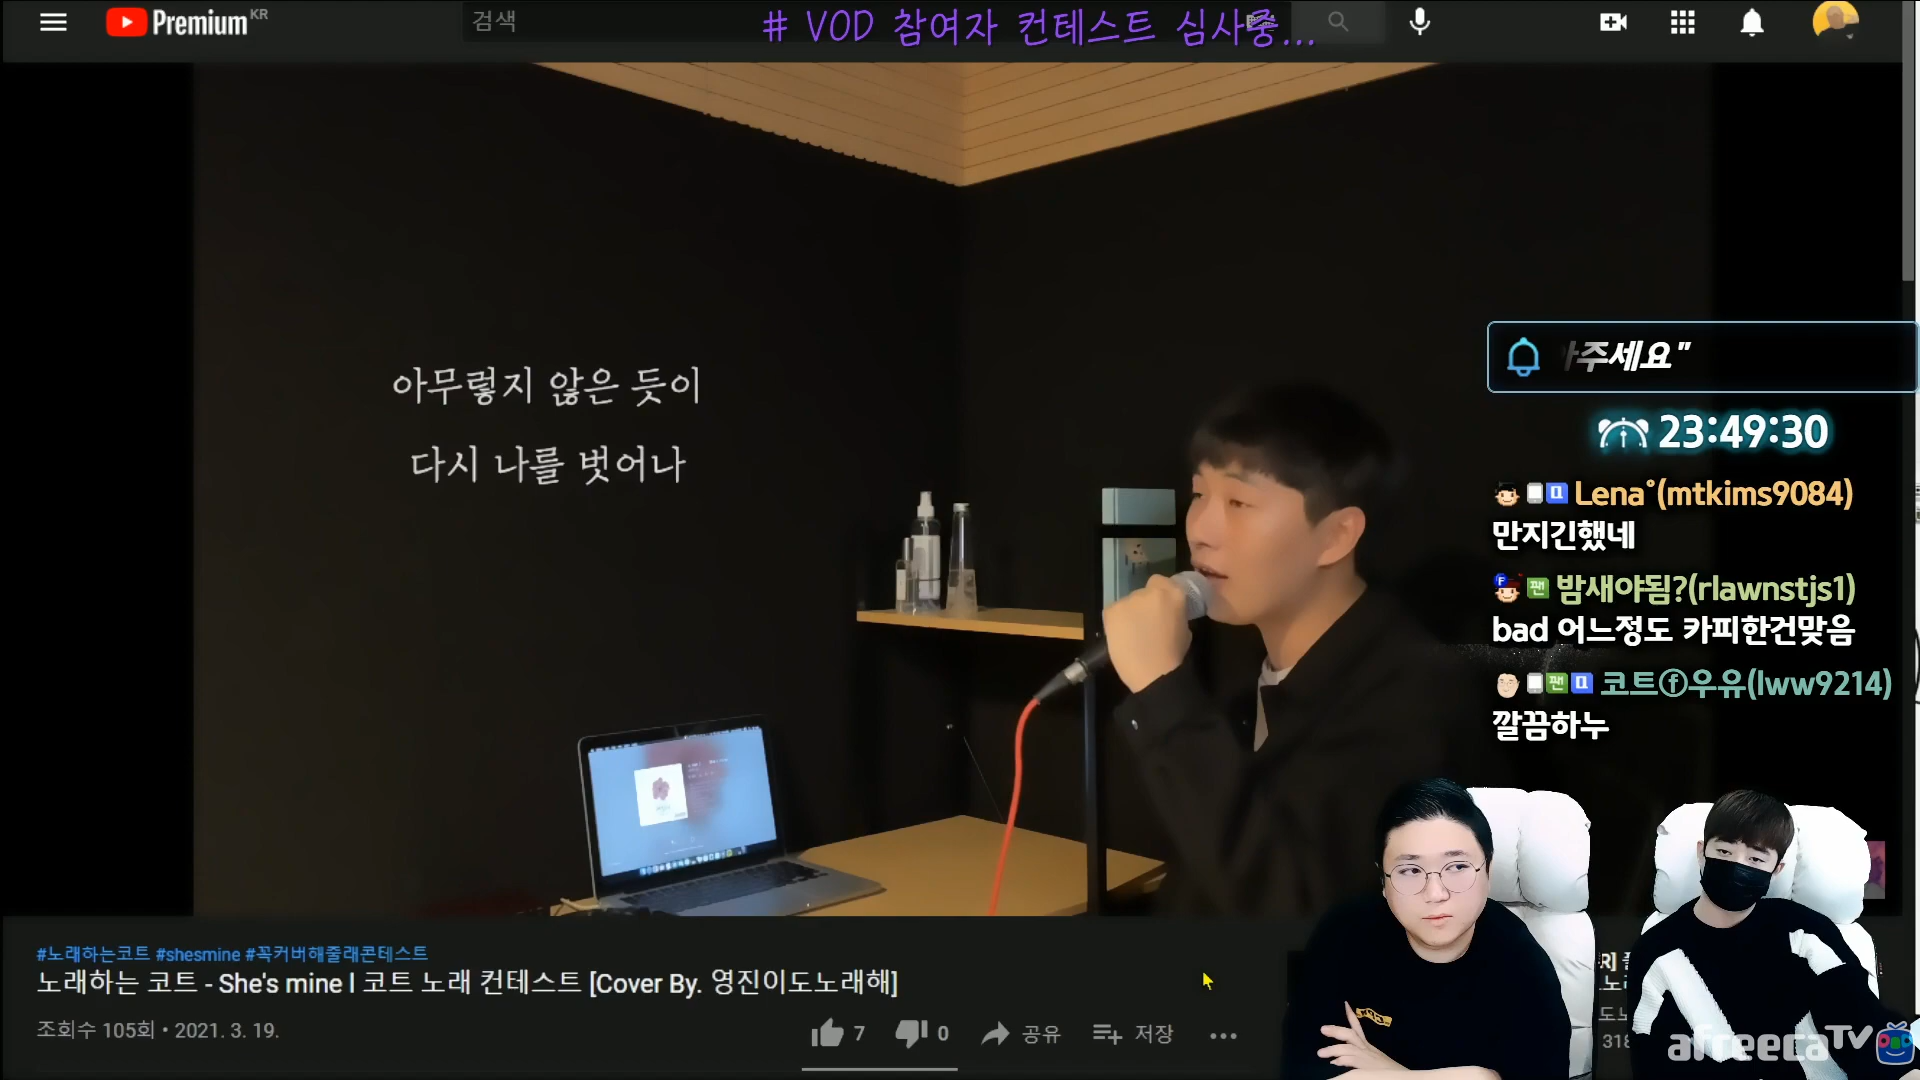 Premium KR
검색
# VOD 참여자 컨테스트 심사중...
아무렇지 않은 듯이
다시 나를 벗어나
주세요"
23:49:30
Lena°(mtkims9084)
만지긴했네
팬 밤새야됨?(rlawnstjs1)
bad 어느정도 카피한건맞음
팬 코트ⓕ우유(lww9214)
깔끔하누
#노래하는코트 #shesmine #꼭커버해줄래콘테스트
노래하는 코트 - She's mine l 코트 노래 컨테스트 [Cover By. 영진이도노래해]
조회수 105회 • 2021. 3. 19.
7
0
공유
저장
318
afreecaTV